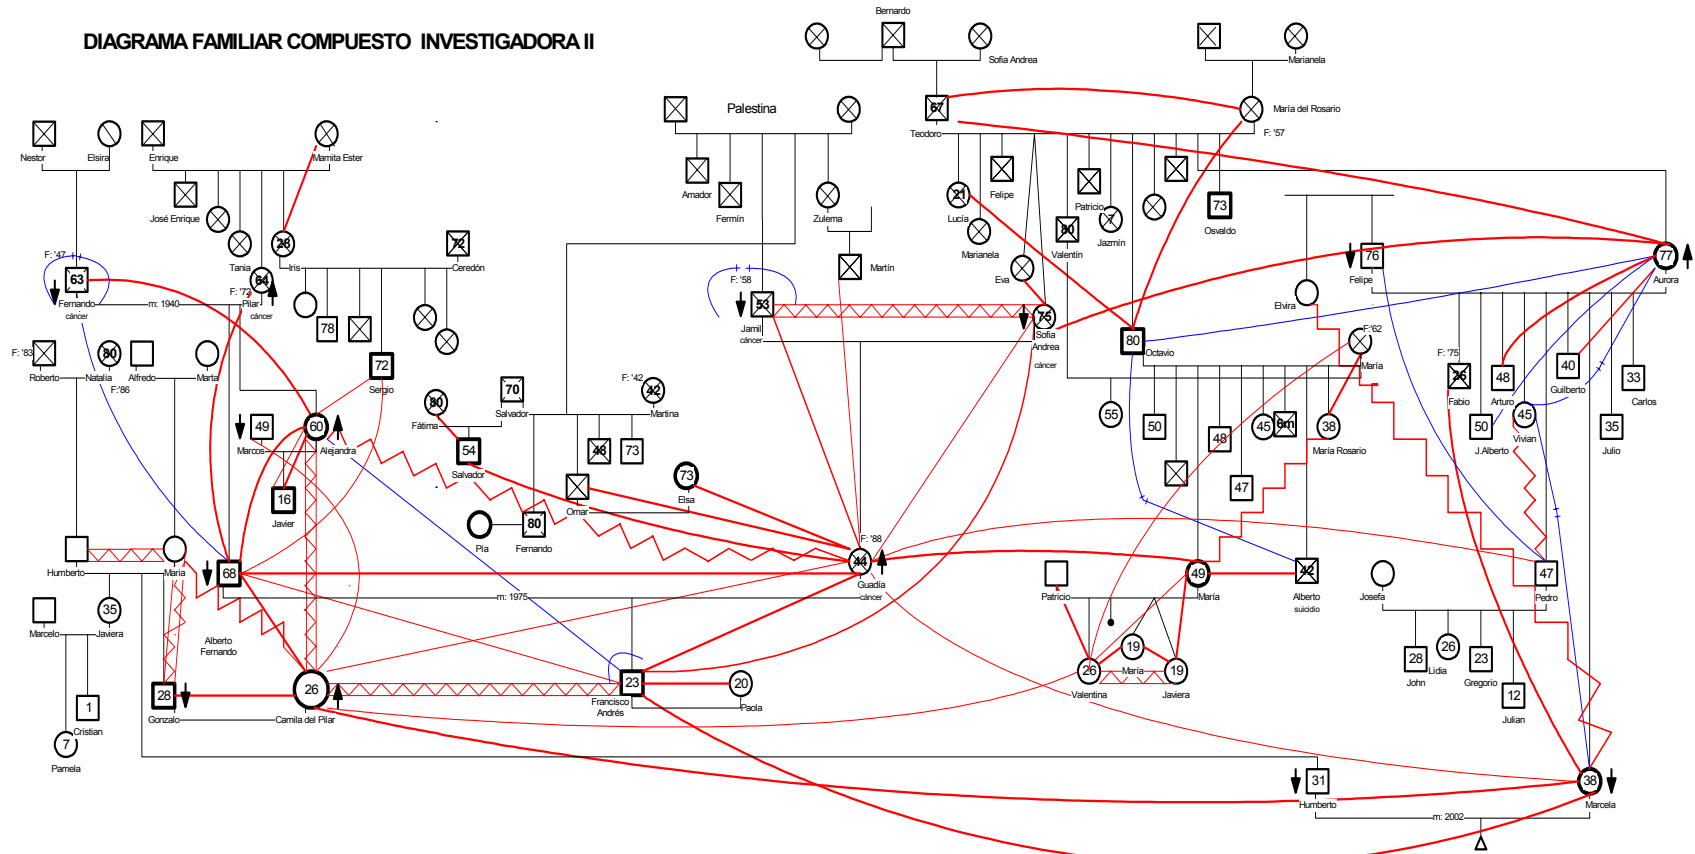 Bernardo
DIAGRAMA FAMILIAR COMPUESTO INVESTIGADORA II
Sofia Andrea
Marianela
Palestina
67
María del Rosario
Teodoro
F: '57
Nestor
Elsira
Enrique
Mamita Ester
José Enrique
Amador
Fermín
Zulema
21
Lucía
Felipe
Marianela
Patricio
7
Jazmín
80
Valentín
73
Osvaldo
Tania
28
Iris
72
Ceredón
Martín
Eva
F: '47
63
Fernando
cáncer
m: 1940
64
F: '72
Pilar
cáncer
78
F: '58
53
Jamil
cáncer
75
Sofia
Andrea
cáncer
76
Felipe
77
Aurora
Elvira
80
Octavio
F:'62
María
F: '83
Roberto
80
Natalia
F:'86
Alfredo
Marta
72
Sergio
80
Fátima
70
Salvador
F: '42
42
Martina
F: '75
26
Fabio
48
Arturo
40
Guilberto
33
Carlos
49
Marcos
60
Alejandra
54
Salvador
48
73
55
50
48
45
6m
38
María Rosario
50
J.Alberto
45
Vivian
35
Julio
16
Javier
Omar
73
Elsa
47
Pía
80
Fernando
F: '88
44
Guadía
cáncer
Humberto
Maria
68
m: 1975
Patricio
49
María
42
Alberto
suicidio
Josefa
47
Pedro
Marcelo
35
Javiera
Alberto
Fernando
28
John
26
Lidia
23
Gregorio
12
Julian
19
María
26
Valentina
19
Javiera
28
Gonzalo
26
Camila del Pilar
23
Francisco
Andrés
20
Paola
1
Cristian
7
Pamela
31
Humberto
38
Marcela
m: 2002